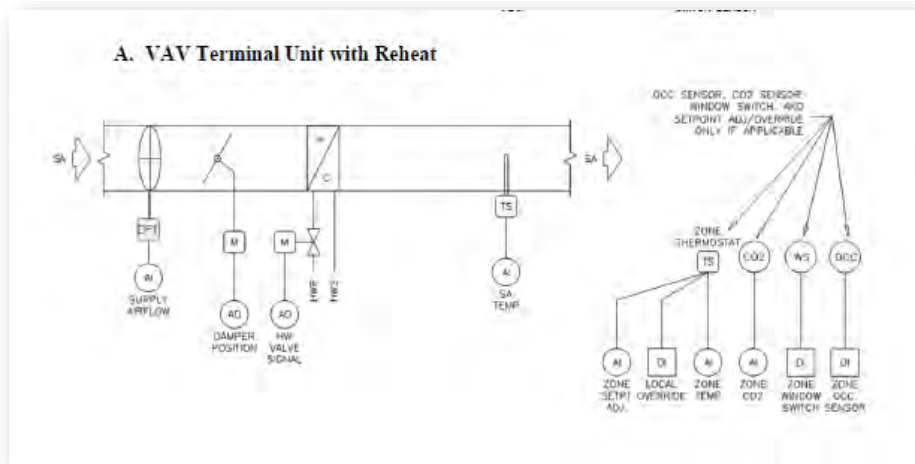 A. VAV Terminal Unit with Reheat
OCC SENSOR, CO2 SENSOR
WINDOW SWITCH, AND
SETPOINT ADJ/OVERRIDE
ONLY IF APPLICABLE
SA
SA
H
C
DPT
M
M
TS
AI
SUPPLY
AIRFLOW
AO
DAMPER
POSITION
AO
HW
VALVE
SIGNAL
HWR
HWS
AI
SA
TEMP
ZONE
THERMOSTAT
TS
CO2
WS
OCC
AI
ZONE
SETPT
ADJ.
DI
LOCAL
OVERRIDE
AI
ZONE
TEMP
AI
ZONE
CO2
DI
ZONE
WINDOW
SWITCH
DI
ZONE
OCC
SENSOR